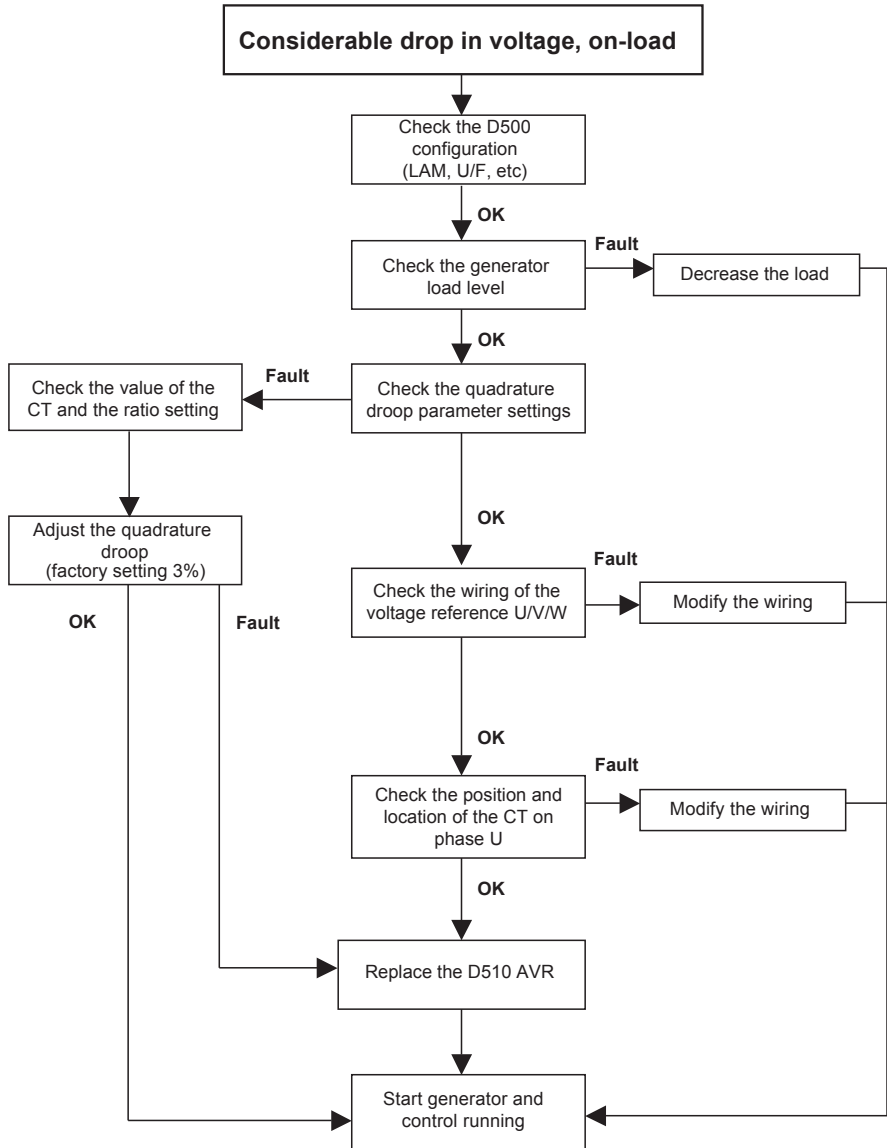 Considerable drop in voltage, on-load
Check the D500
configuration
(LAM, U/F, etc)
OK
Check the generator
load level
Fault
Decrease the load
OK
Check the quadrature
droop parameter settings
Fault
Check the value of the
CT and the ratio setting
Adjust the quadrature
droop
(factory setting 3%)
OK
Fault
OK
Check the wiring of the
voltage reference U/V/W
Fault
Modify the wiring
OK
Check the position and
location of the CT on
phase U
Fault
Modify the wiring
OK
Replace the D510 AVR
Start generator and
control running